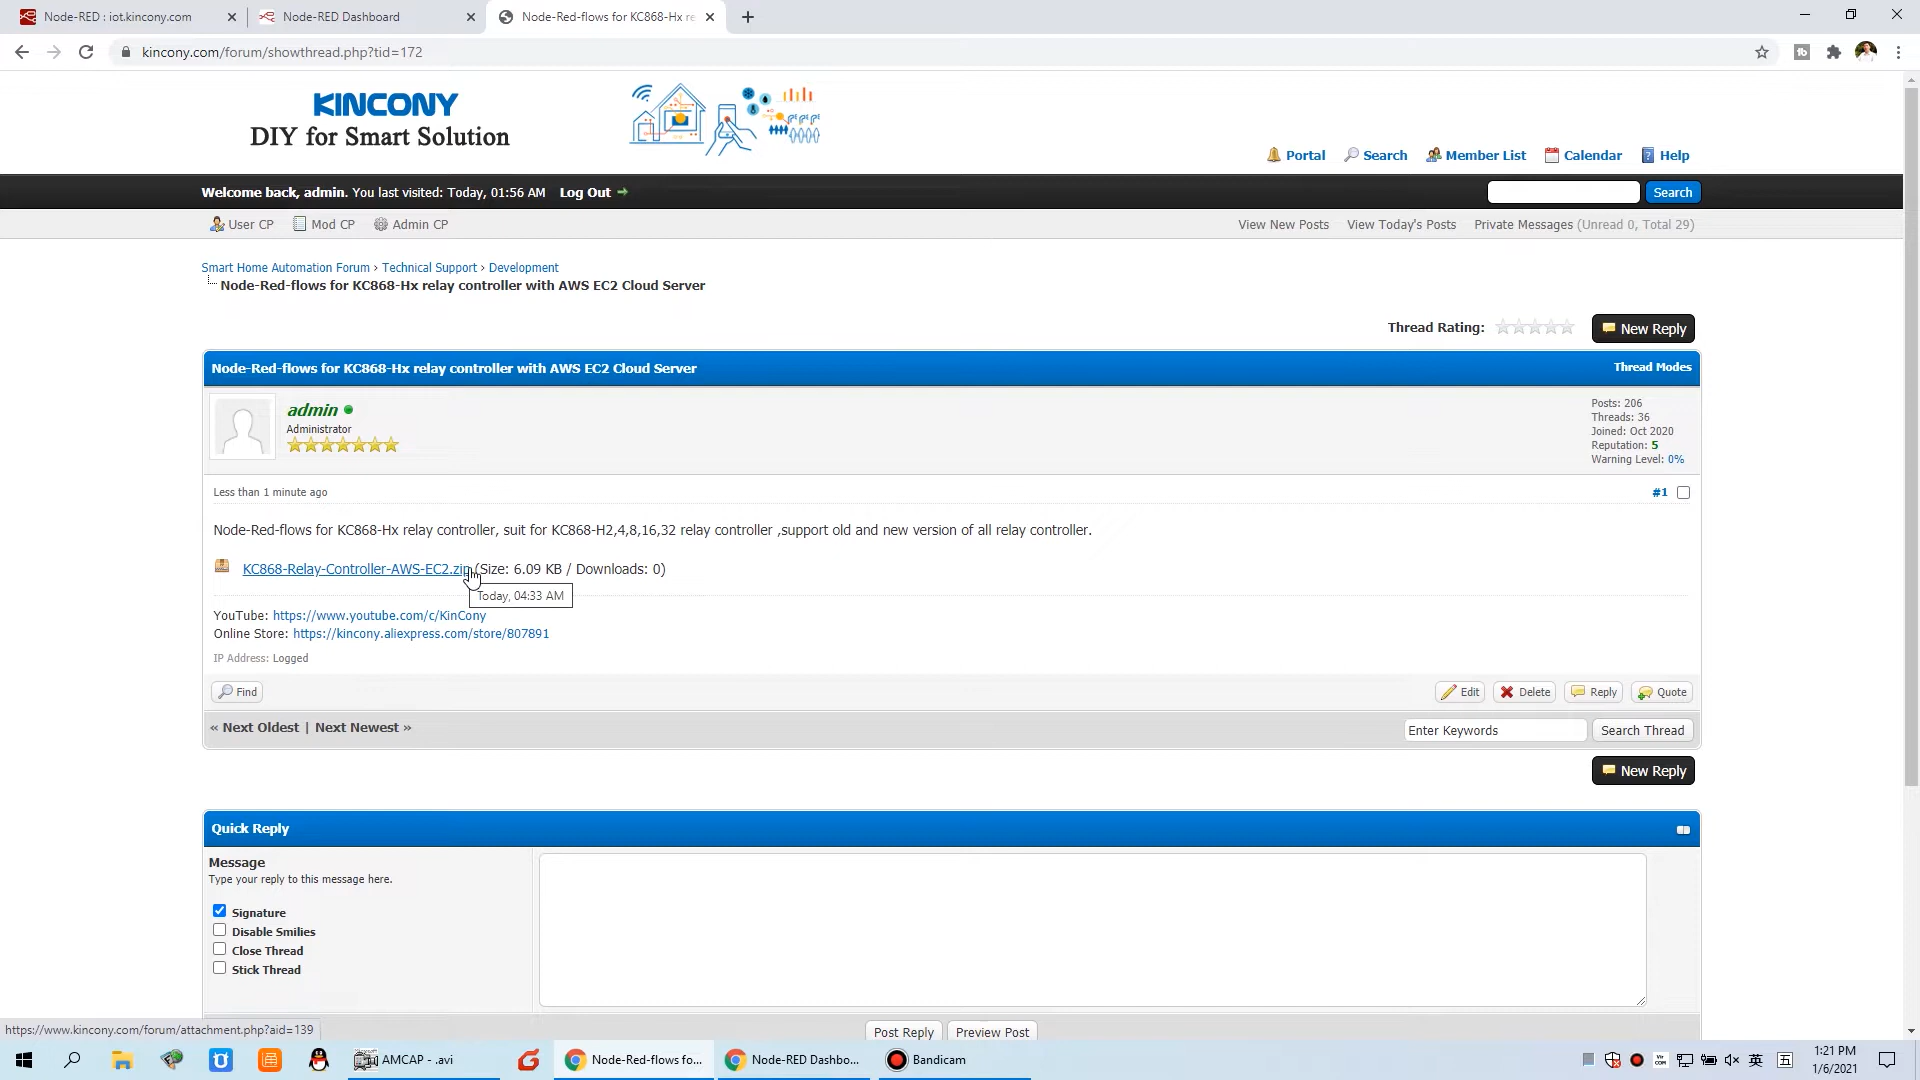 Node-RED : iot.kincony.com
Node-RED Dashboard
Node-Red-flows for KC868-Hx re
kincony.com/forum/showthread.php?tid=172
KINCONY
DIY for Smart Solution
Portal Search Member List Calendar Help
Welcome back, admin. You last visited: Today, 01:56 AM Log Out
Search
User CP Mod CP Admin CP
View New Posts View Today's Posts Private Messages (Unread 0, Total 29)
Smart Home Automation Forum › Technical Support › Development
Node-Red-flows for KC868-Hx relay controller with AWS EC2 Cloud Server
Thread Rating:
New Reply
Node-Red-flows for KC868-Hx relay controller with AWS EC2 Cloud Server
Thread Modes
admin
Administrator
Posts: 206
Threads: 36
Joined: Oct 2020
Reputation: 5
Warning Level: 0%
Less than 1 minute ago
#1
Node-Red-flows for KC868-Hx relay controller, suit for KC868-H2,4,8,16,32 relay controller ,support old and new version of all relay controller.
KC868-Relay-Controller-AWS-EC2.zip (Size: 6.09 KB / Downloads: 0)
Today, 04:33 AM
YouTube: https://www.youtube.com/c/KinCony
Online Store: https://kincony.aliexpress.com/store/807891
IP Address: Logged
Find
Edit Delete Reply Quote
« Next Oldest | Next Newest »
Enter Keywords
Search Thread
New Reply
Quick Reply
Message
Type your reply to this message here.
Signature
Disable Smilies
Close Thread
Stick Thread
https://www.kincony.com/forum/attachment.php?aid=139
Post Reply Preview Post
AMCAP - .avi
Node-Red-flows fo...
Node-RED Dashbo...
Bandicam
英
五
1:21 PM
1/6/2021